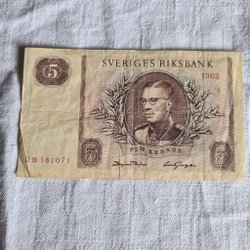 SVERIGES RIKSBANK
5
1962
FEM KRONOR
UB 181071
5